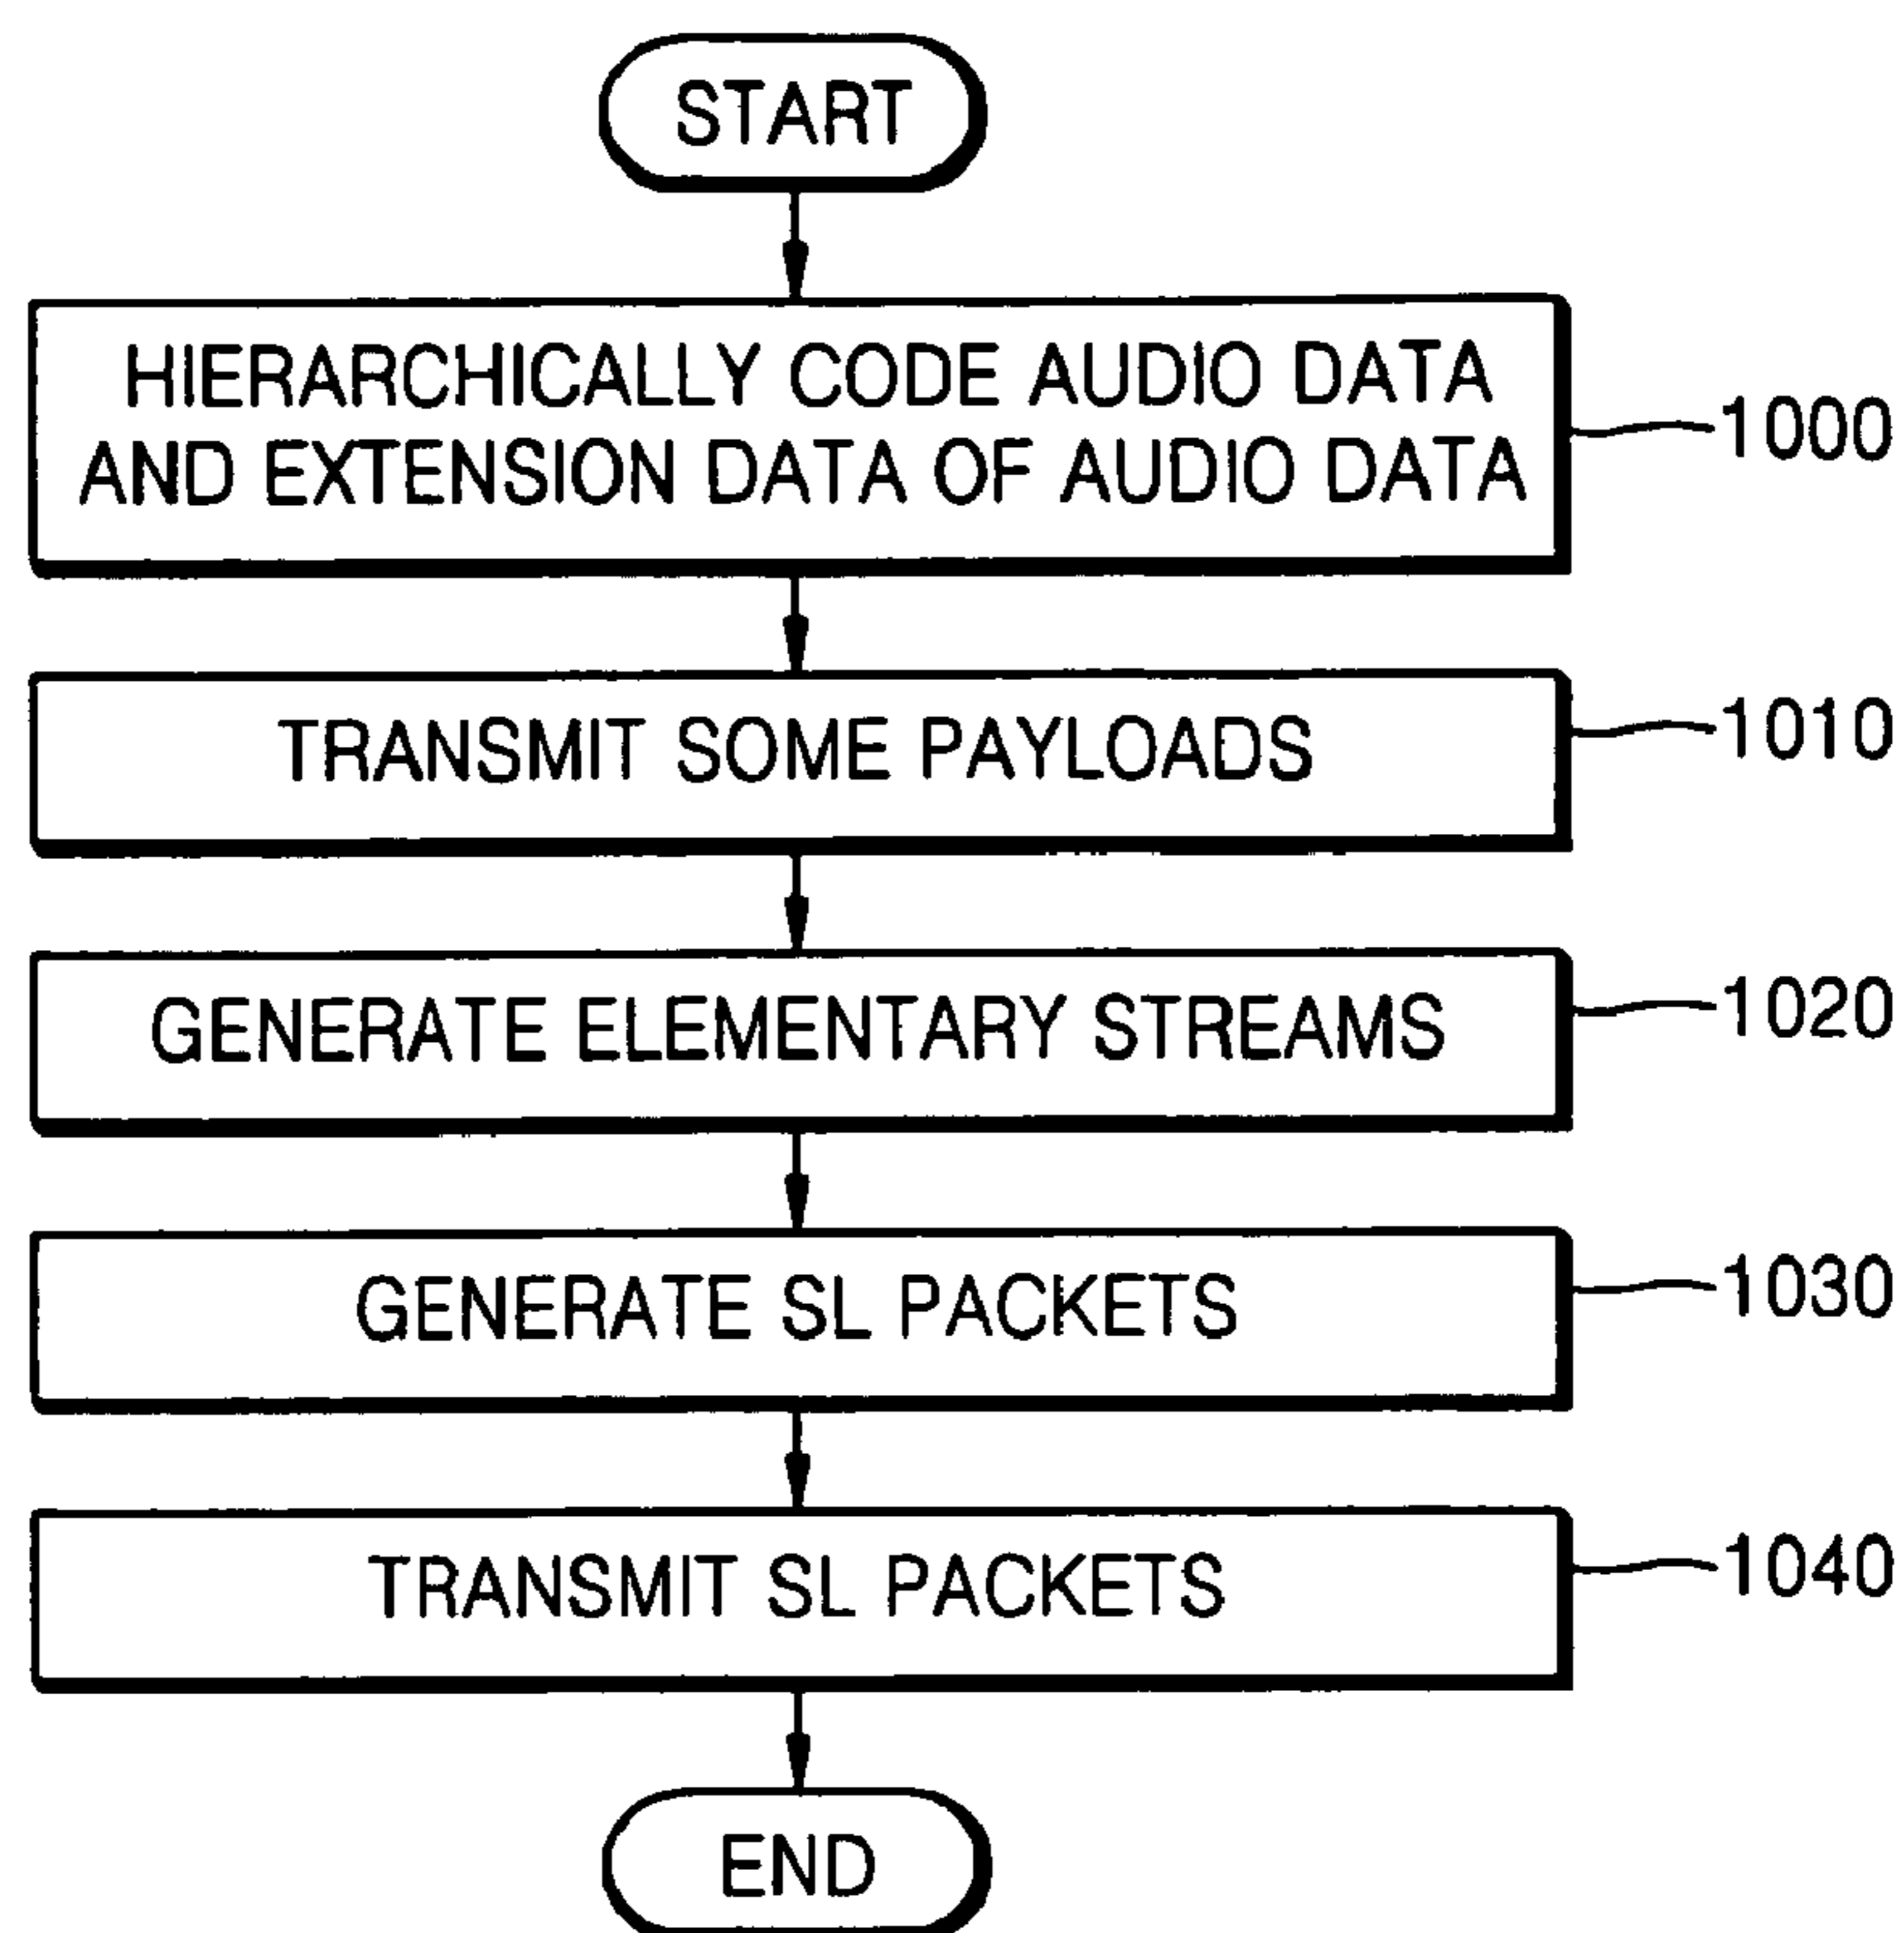 START
HIERARCHICALLY CODE AUDIO DATA
AND EXTENSION DATA OF AUDIO DATA
1000
TRANSMIT SOME PAYLOADS
1010
GENERATE ELEMENTARY STREAMS
1020
GENERATE SL PACKETS
1030
TRANSMIT SL PACKETS
1040
END